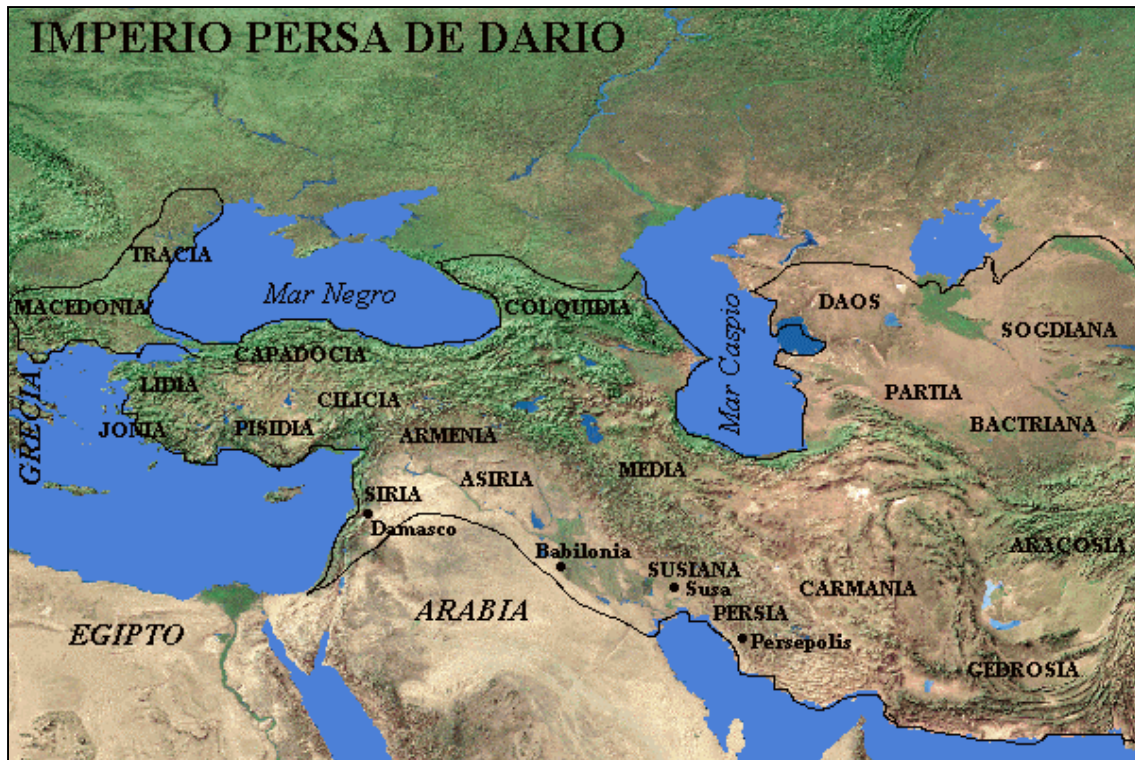 IMPERIO PERSA DE DARIO
TRACIA
MACEDONIA
Mar Negro
COLQUIDIA
DAOS
SOGDIANA
Mar Caspio
CAPADOCIA
LIDIA
CILICIA
PARTIA
GRECIA
JONIA
PISIDIA
ARMENIA
BACTRIANA
MEDIA
ASIRIA
SIRIA
Damasco
Babilonia
ARACOSIA
SUSIANA
Susa
CARMANIA
ARABIA
PERSIA
EGIPTO
Persepolis
GEDROSIA